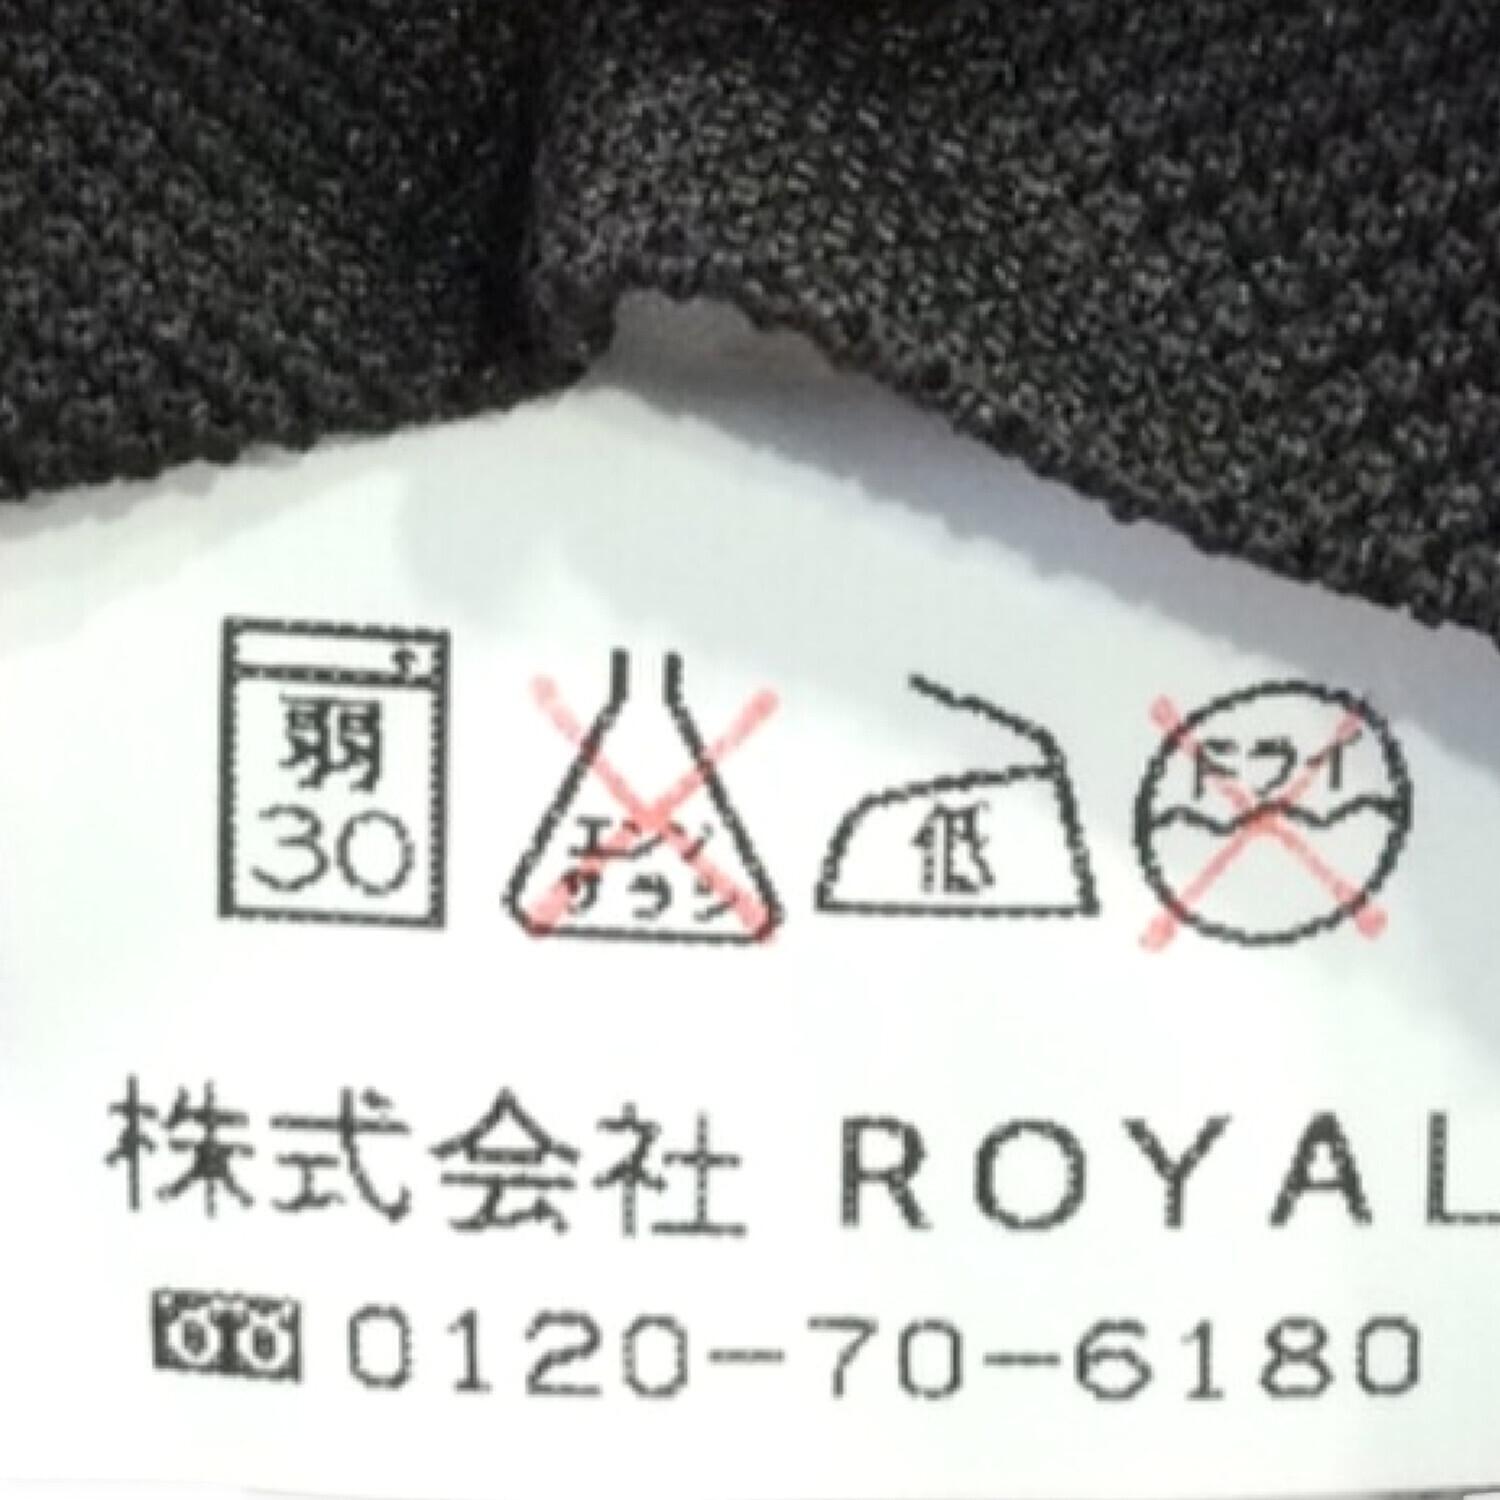 弱
30
エンソ
サラシ
低
ドライ
株式会社 ROYAL
0120-70-6180